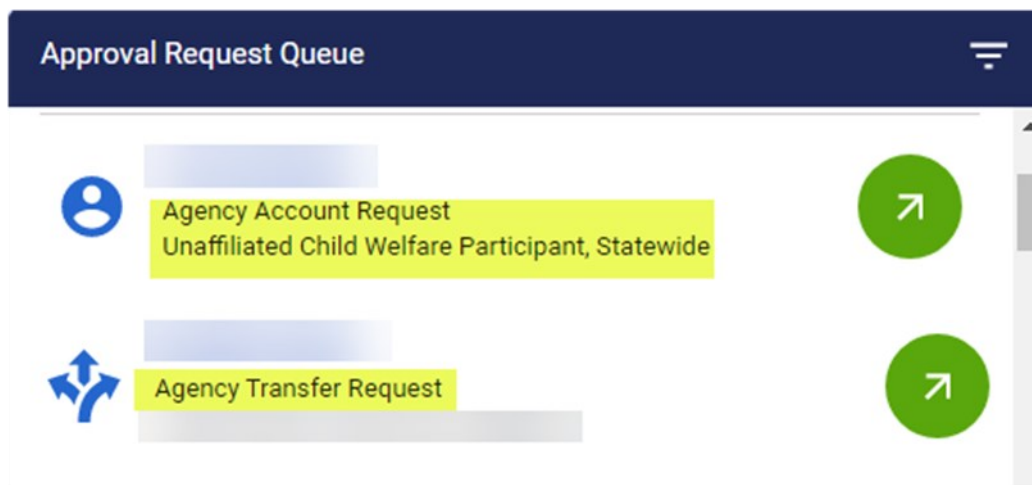 Approval Request Queue
Agency Account Request
Unaffiliated Child Welfare Participant, Statewide
Agency Transfer Request